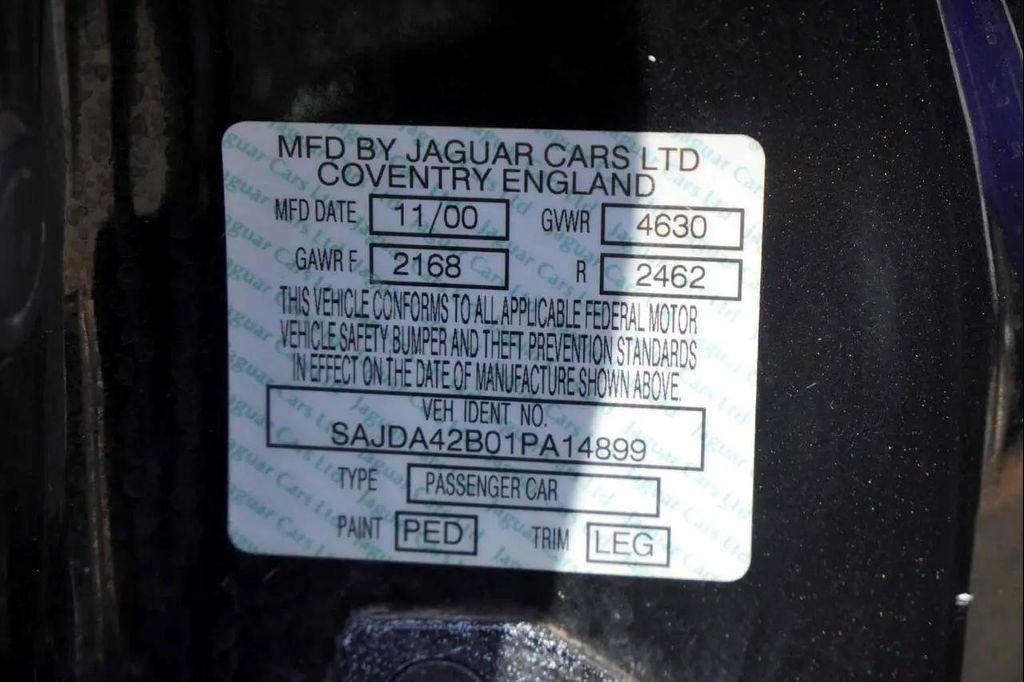 MFD BY JAGUAR CARS LTD
COVENTRY ENGLAND
MFD DATE 11/00 GVWR 4630
GAWR F 2168 R 2462
THIS VEHICLE CONFORMS TO ALL APPLICABLE FEDERAL MOTOR
VEHICLE SAFETY BUMPER AND THEFT PREVENTION STANDARDS
IN EFFECT ON THE DATE OF MANUFACTURE SHOWN ABOVE.
VEH IDENT NO.
SAJDA42B01PA14899
TYPE PASSENGER CAR
PAINT PED TRIM LEG